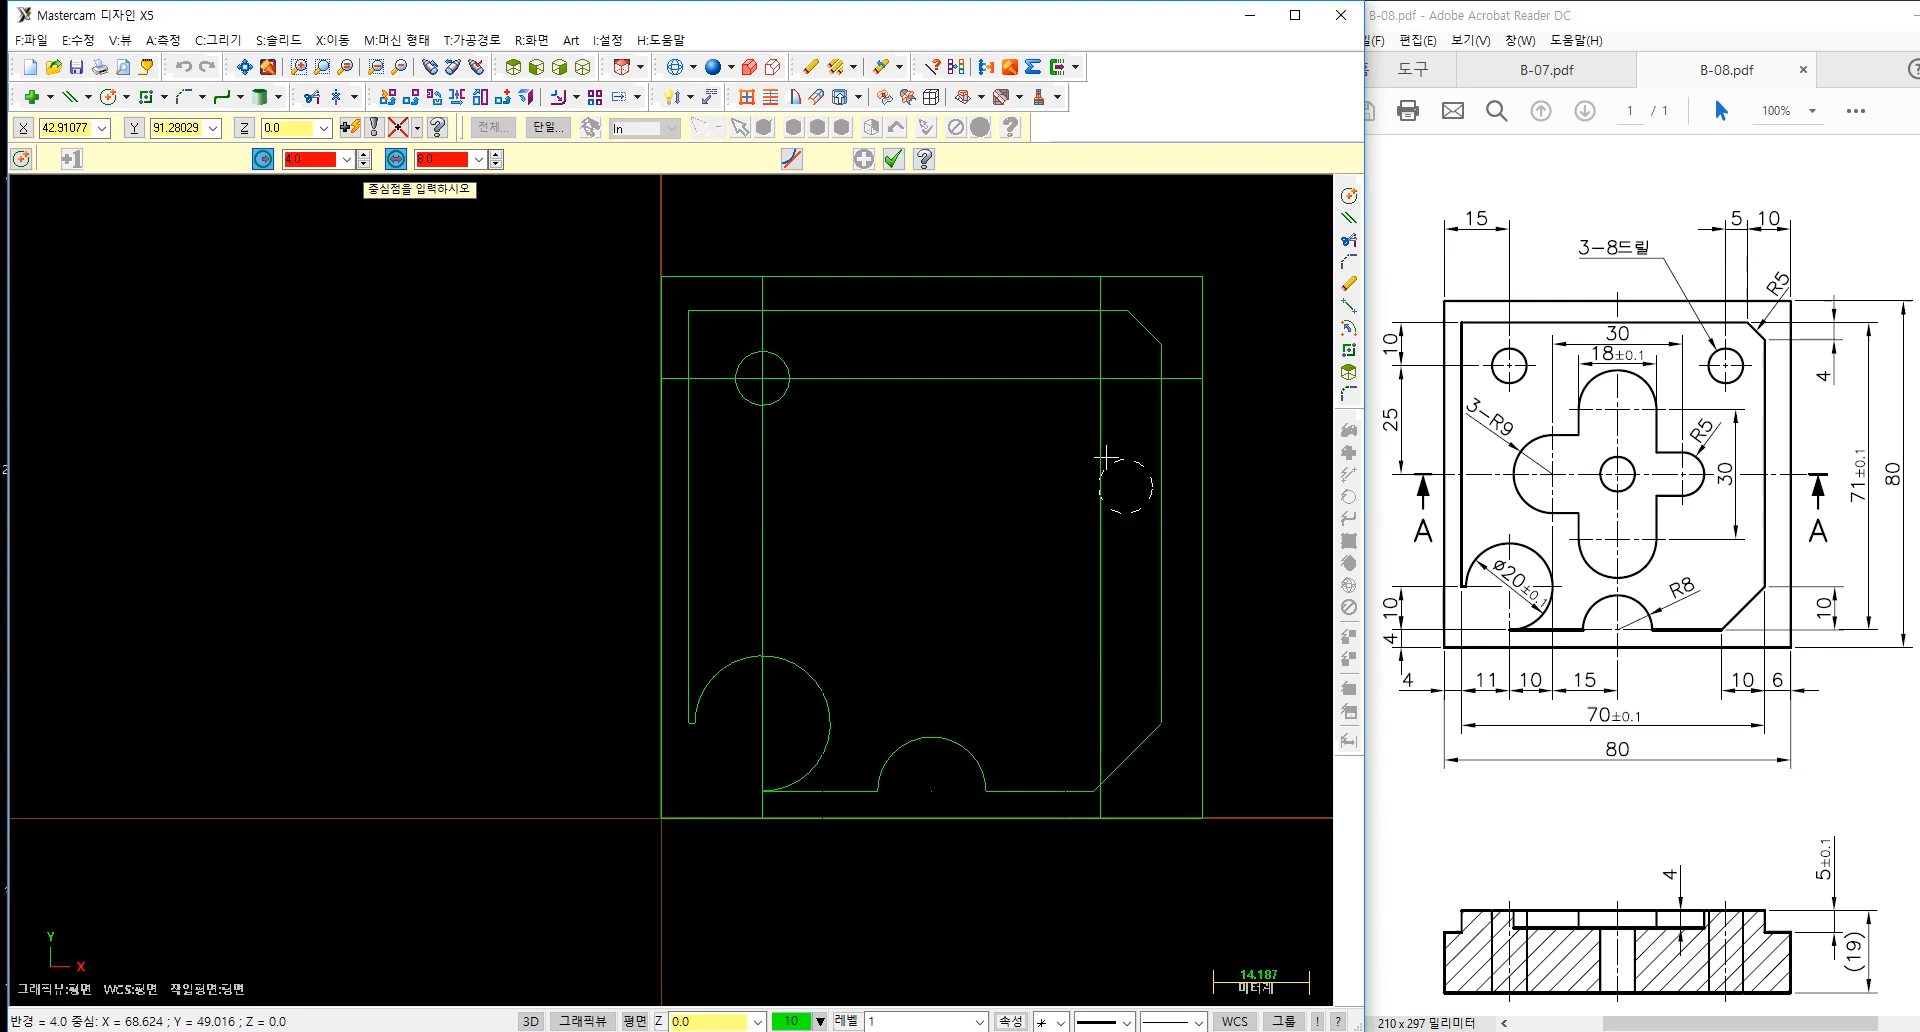 Mastercam 디자인 X5
F:파일 E:수정 V:뷰 A:측정 C:그리기 S:솔리드 X:이동 M:머신 형태 T:가공경로 R:화면 Art I:설정 H:도움말
X 42.91077 Y 91.28029 Z 0.0 전체... 단일... In
+1 4.0 8.0
중심점을 입력하시오
Y
X
그래픽뷰:평면 WCS:평면 작업평면:평면
14.187
미터계
반경 = 4.0 중심: X = 68.624 ; Y = 49.016 ; Z = 0.0
3D 그래픽뷰 평면 Z 0.0 10 레벨 1 속성 WCS 그룹 ! ?
B-08.pdf - Adobe Acrobat Reader DC
(F) 편집(E) 보기(V) 창(W) 도움말(H)
도구 B-07.pdf B-08.pdf ×
1 / 1 100%
15 5 10
3-8드릴
R5
30
10 18±0.1
4
3-R9
25 R5
30 71±0.1 80
A A
ø20±0.1
R8
10 10
4
4 11 10 15 10 6
70±0.1
80
4 5±0.1
(19)
210 x 297 밀리미터